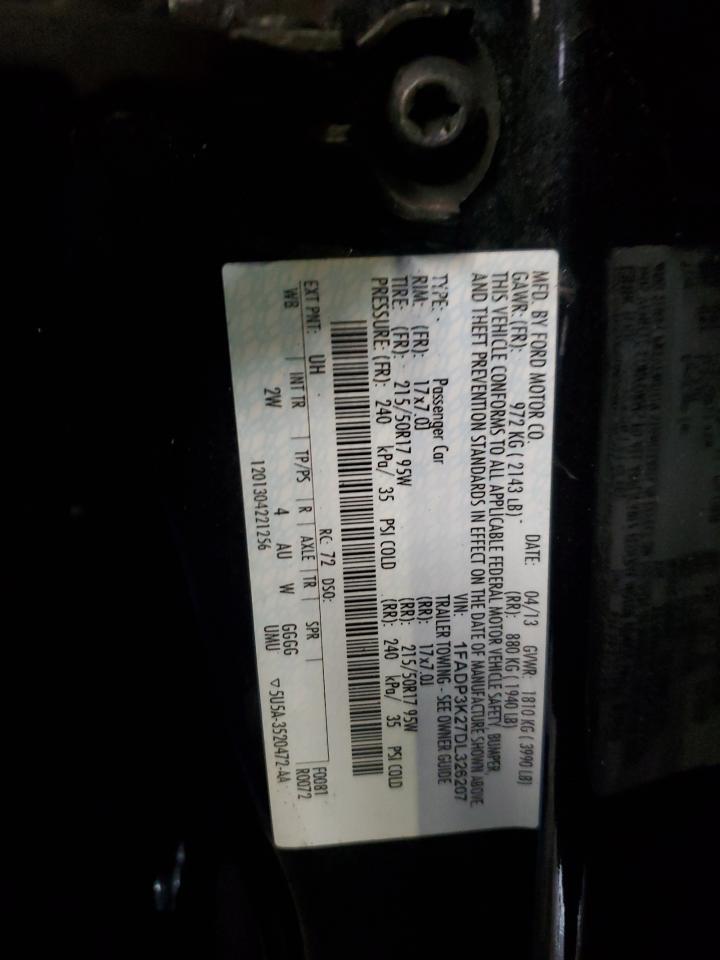 MFD. BY FORD MOTOR CO.
DATE: 04/13 GVWR: 1810 KG ( 3990 LB)
GAWR: (FR): 972 KG ( 2143 LB) - (RR): 880 KG ( 1940 LB)
THIS VEHICLE CONFORMS TO ALL APPLICABLE FEDERAL MOTOR VEHICLE SAFETY, BUMPER
AND THEFT PREVENTION STANDARDS IN EFFECT ON THE DATE OF MANUFACTURE SHOWN ABOVE.
VIN: 1FADP3K27DL326207
TYPE: - Passenger Car TRAILER TOWING - SEE OWNER GUIDE
RIM: (FR): 17x7.0J (RR): 17x7.0J
TIRE: (FR): 215/50R17 95W (RR): 215/50R17 95W
PRESSURE: (FR): 240 kPa/ 35 PSI COLD (RR): 240 kPa/ 35 PSI COLD
F0081
EXT PNT: UH RC: 72 DSO: R0072
WB | INT TR | TP/PS | R | AXLE | TR | SPR |
2W 4 AU W GGGG
UMU
1201304221256 ▽5U5A-3520472-AA